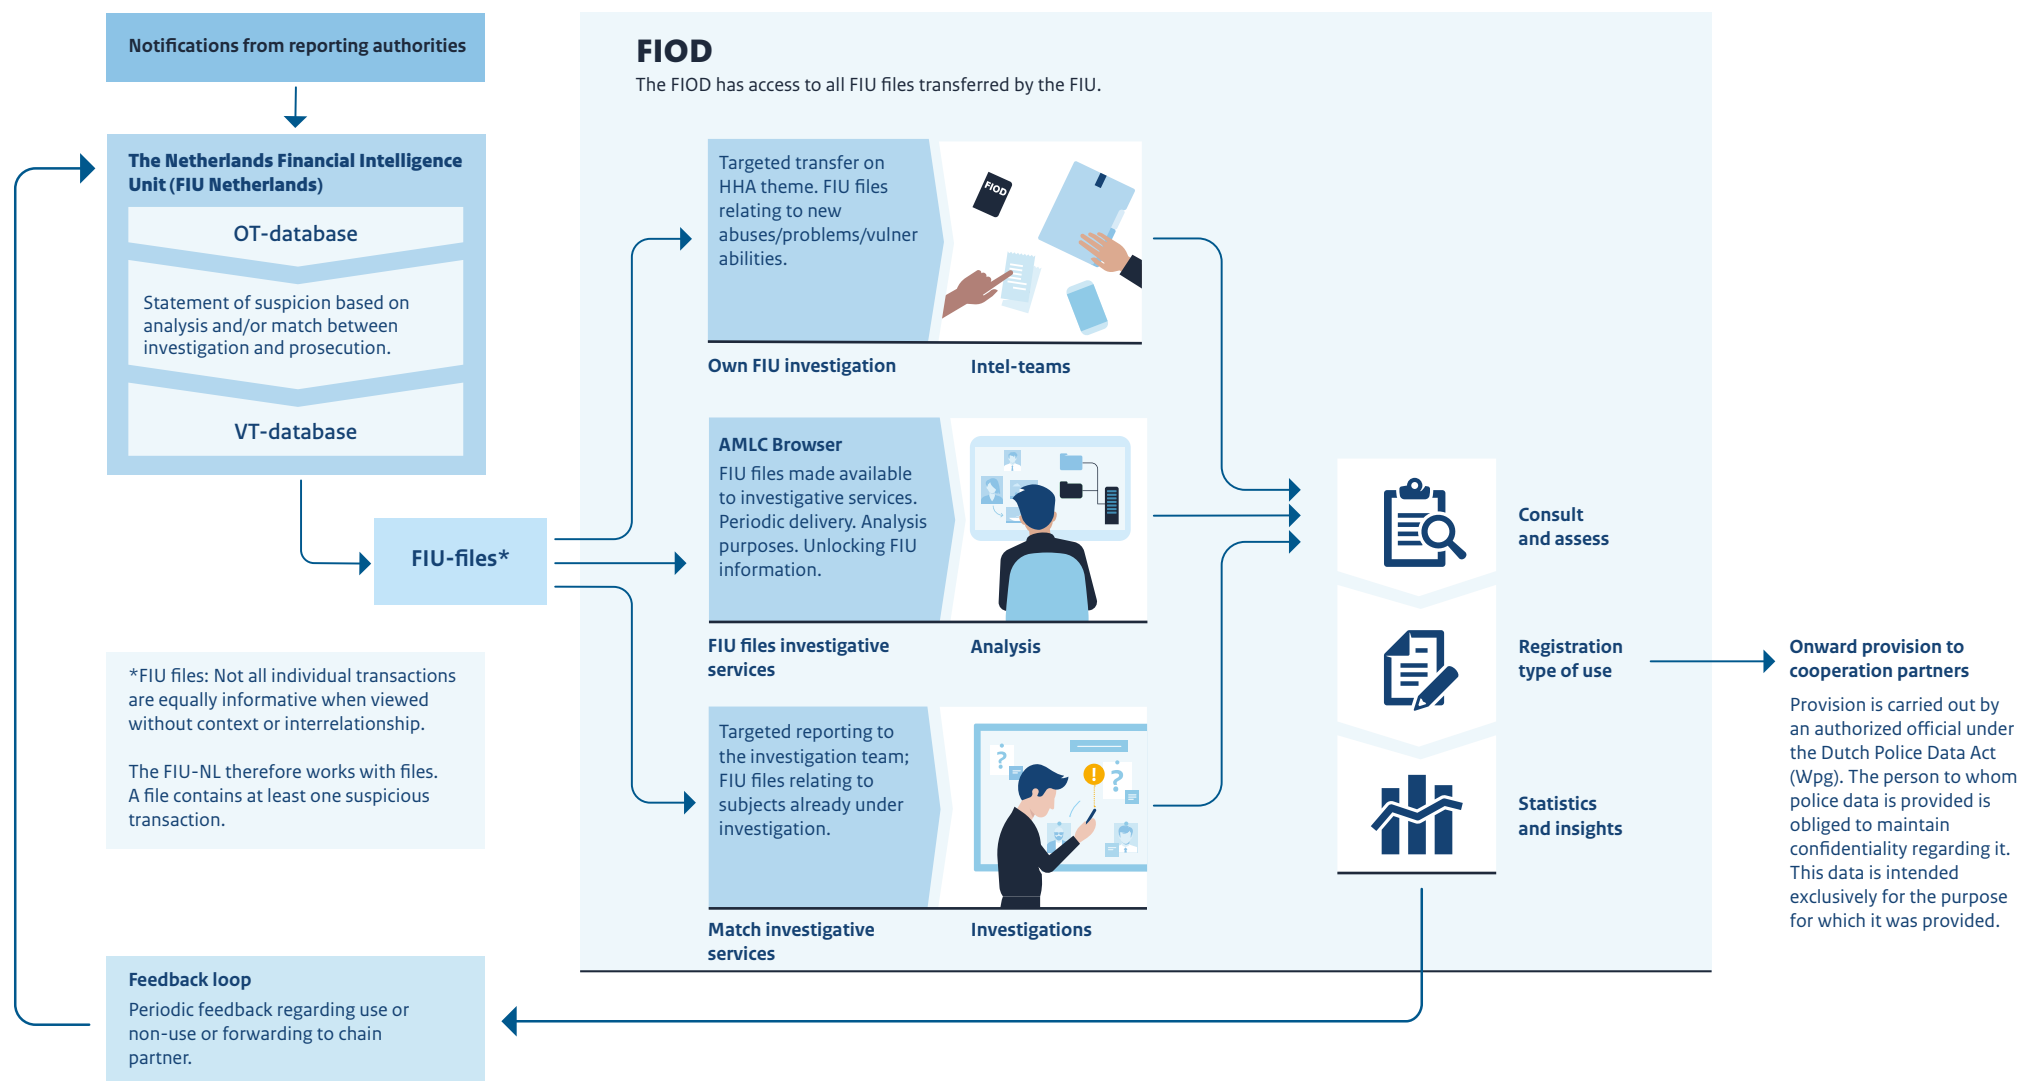 Notifications from reporting authorities
The Netherlands Financial Intelligence
Unit (FIU Netherlands)
OT-database
Statement of suspicion based on
analysis and/or match between
investigation and prosecution.
VT-database
FIU-files*
*FIU files: Not all individual transactions
are equally informative when viewed
without context or interrelationship.
The FIU-NL therefore works with files.
A file contains at least one suspicious
transaction.
Feedback loop
Periodic feedback regarding use or
non-use or forwarding to chain
partner.
FIOD
The FIOD has access to all FIU files transferred by the FIU.
Targeted transfer on
HHA theme. FIU files
relating to new
abuses/problems/vulner
abilities.
FIOD
Own FIU investigation
Intel-teams
AMLC Browser
FIU files made available
to investigative services.
Periodic delivery. Analysis
purposes. Unlocking FIU
information.
FIU files investigative
services
Analysis
Targeted reporting to
the investigation team;
FIU files relating to
subjects already under
investigation.
?
!
?
Match investigative
services
Investigations
Consult
and assess
Registration
type of use
Statistics
and insights
Onward provision to
cooperation partners
Provision is carried out by
an authorized official under
the Dutch Police Data Act
(Wpg). The person to whom
police data is provided is
obliged to maintain
confidentiality regarding it.
This data is intended
exclusively for the purpose
for which it was provided.